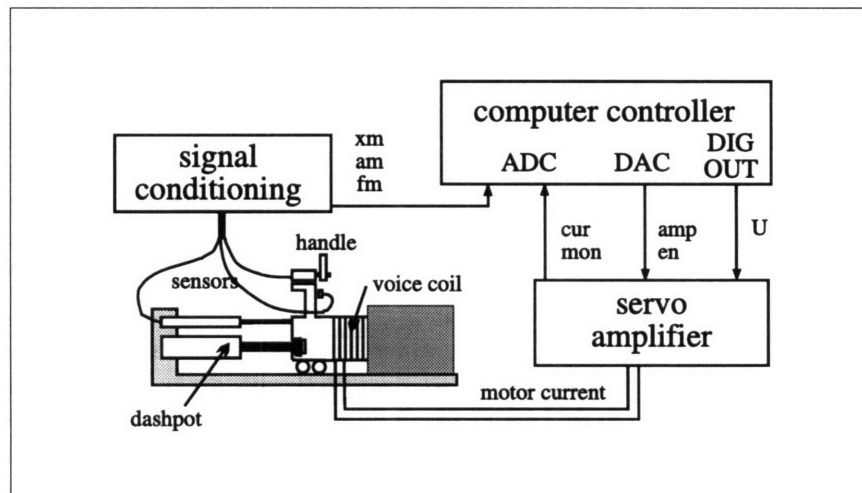 computer controller
ADC DAC DIG
OUT
signal
conditioning
xm
am
fm
cur
mon
amp
en
U
handle
sensors
voice coil
servo
amplifier
motor current
dashpot